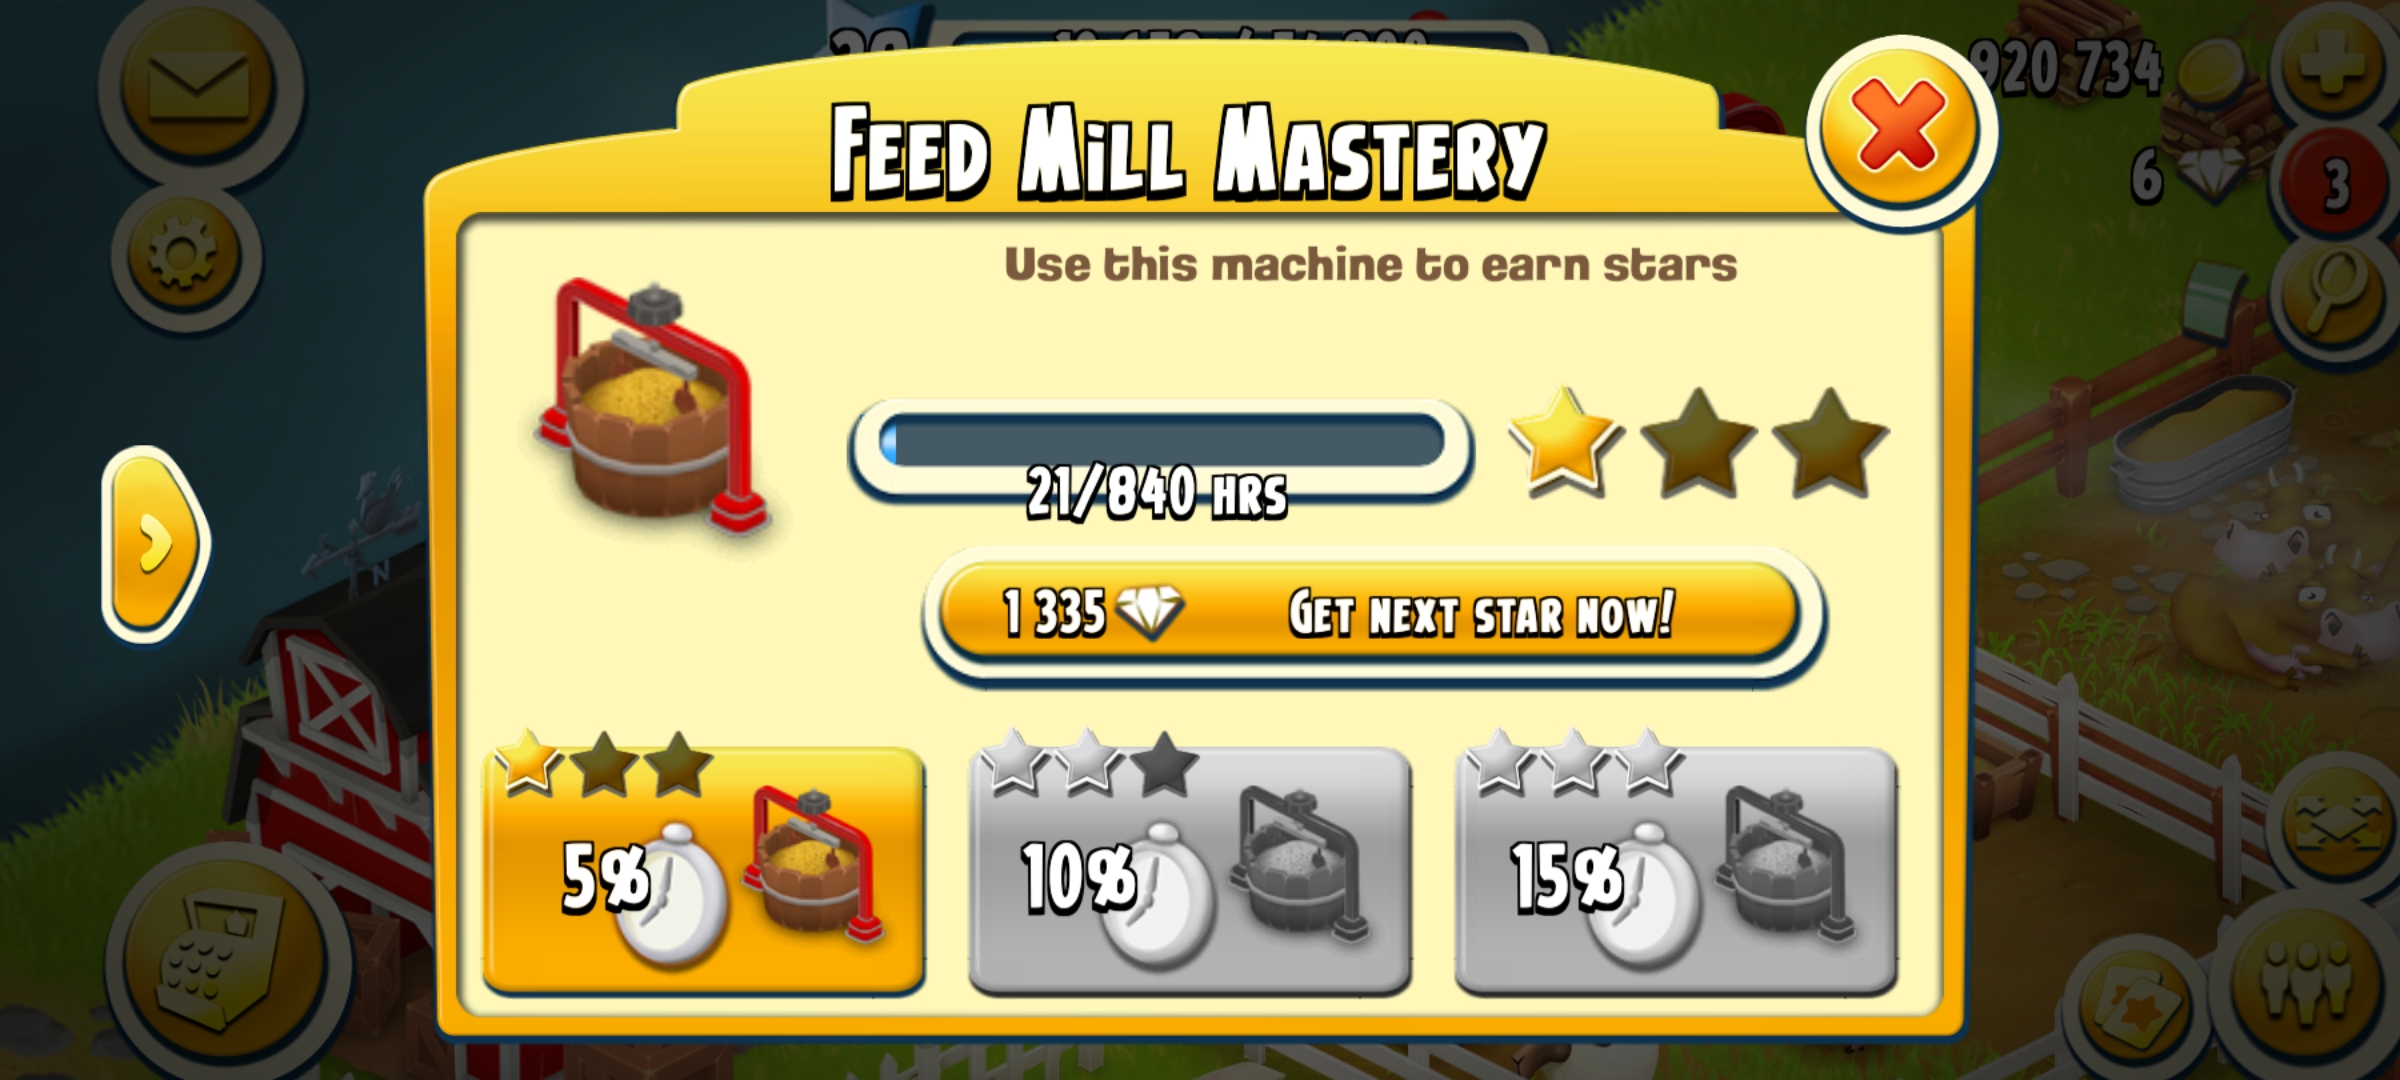 920 734
FEED MiLL MASTERY
6
3
Use this machine to earn stars
21/840 HRS
1 335 GET NEXT STAR NOW!
N
5%
10%
15%